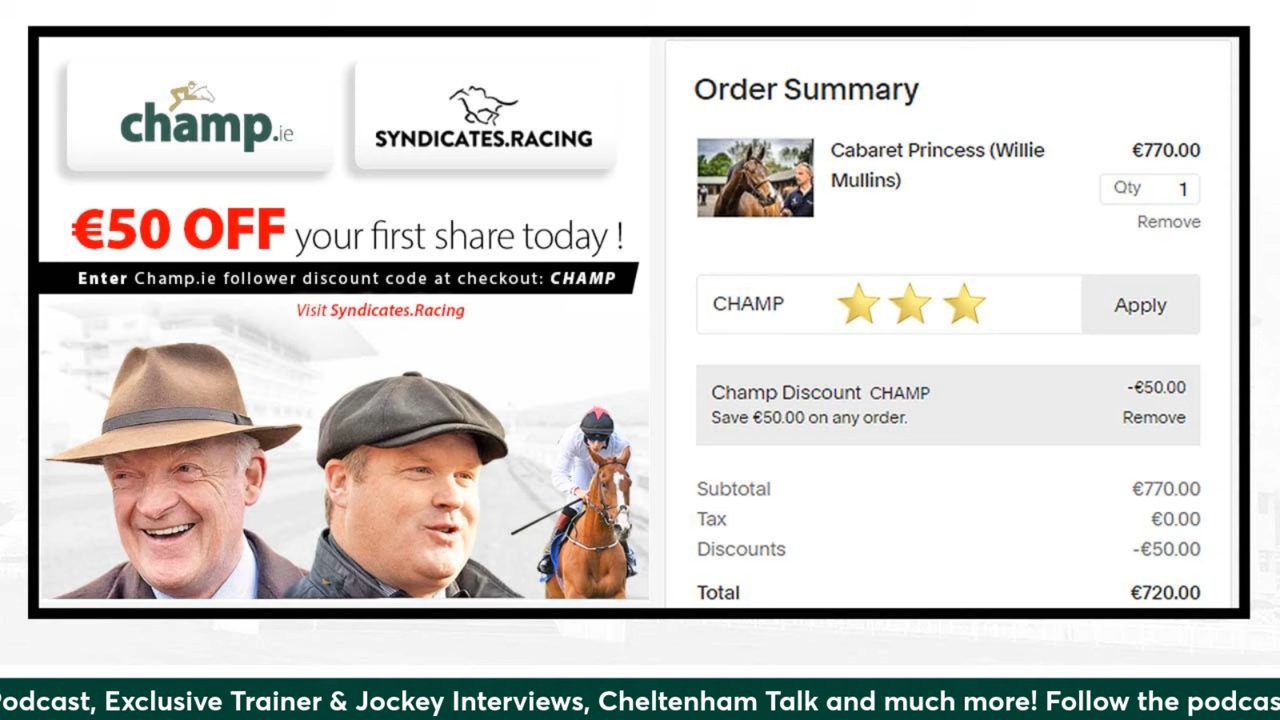 champ.ie
SYNDICATES.RACING
€50 OFF your first share today !
Enter Champ.ie follower discount code at checkout: CHAMP
Visit Syndicates.Racing
Order Summary
Cabaret Princess (Willie €770.00
Mullins)
Qty 1
Remove
CHAMP Apply
Champ Discount CHAMP -€50.00
Save €50.00 on any order. Remove
Subtotal €770.00
Tax €0.00
Discounts -€50.00
Total €720.00
odcast, Exclusive Trainer & Jockey Interviews, Cheltenham Talk and much more! Follow the podcas